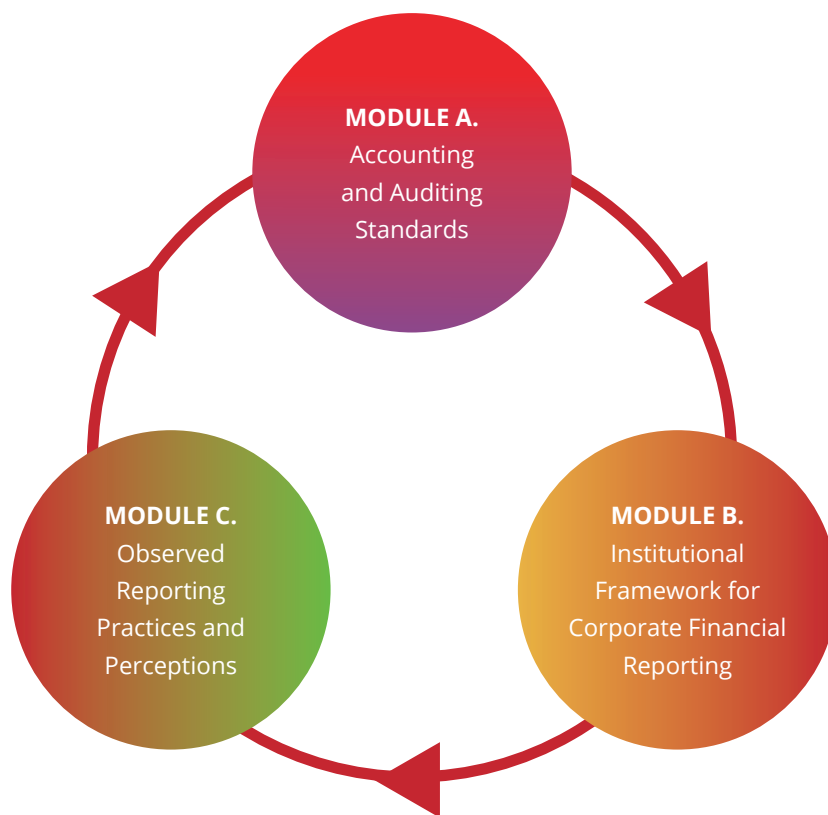 MODULE A.
Accounting
and Auditing
Standards
MODULE B.
Institutional
Framework for
Corporate Financial
Reporting
MODULE C.
Observed
Reporting
Practices and
Perceptions